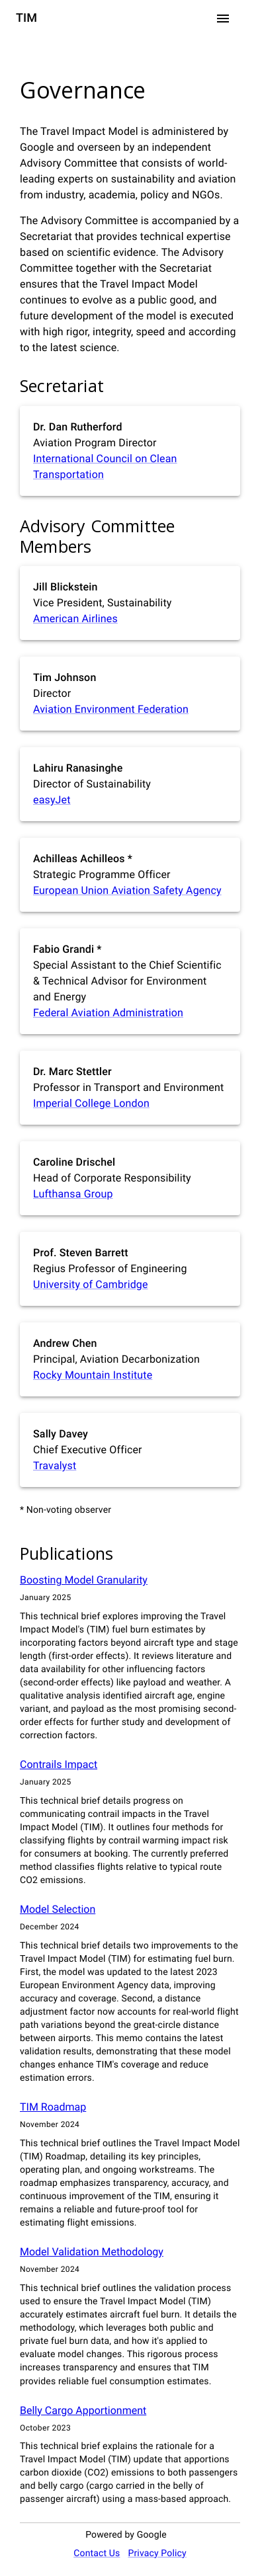 TIM
Governance
The Travel Impact Model is administered by
Google and overseen by an independent
Advisory Committee that consists of world-
leading experts on sustainability and aviation
from industry, academia, policy and NGOs.
The Advisory Committee is accompanied by a
Secretariat that provides technical expertise
based on scientific evidence. The Advisory
Committee together with the Secretariat
ensures that the Travel Impact Model
continues to evolve as a public good, and
future development of the model is executed
with high rigor, integrity, speed and according
to the latest science.
Secretariat
Dr. Dan Rutherford
Aviation Program Director
International Council on Clean
Transportation
Advisory Committee
Members
Jill Blickstein
Vice President, Sustainability
American Airlines
Tim Johnson
Director
Aviation Environment Federation
Lahiru Ranasinghe
Director of Sustainability
easyJet
Achilleas Achilleos *
Strategic Programme Officer
European Union Aviation Safety Agency
Fabio Grandi *
Special Assistant to the Chief Scientific
& Technical Advisor for Environment
and Energy
Federal Aviation Administration
Dr. Marc Stettler
Professor in Transport and Environment
Imperial College London
Caroline Drischel
Head of Corporate Responsibility
Lufthansa Group
Prof. Steven Barrett
Regius Professor of Engineering
University of Cambridge
Andrew Chen
Principal, Aviation Decarbonization
Rocky Mountain Institute
Sally Davey
Chief Executive Officer
Travalyst
* Non-voting observer
Publications
Boosting Model Granularity
January 2025
This technical brief explores improving the Travel
Impact Model's (TIM) fuel burn estimates by
incorporating factors beyond aircraft type and stage
length (first-order effects). It reviews literature and
data availability for other influencing factors
(second-order effects) like payload and weather. A
qualitative analysis identified aircraft age, engine
variant, and payload as the most promising second-
order effects for further study and development of
correction factors.
Contrails Impact
January 2025
This technical brief details progress on
communicating contrail impacts in the Travel
Impact Model (TIM). It outlines four methods for
classifying flights by contrail warming impact risk
for consumers at booking. The currently preferred
method classifies flights relative to typical route
CO2 emissions.
Model Selection
December 2024
This technical brief details two improvements to the
Travel Impact Model (TIM) for estimating fuel burn.
First, the model was updated to the latest 2023
European Environment Agency data, improving
accuracy and coverage. Second, a distance
adjustment factor now accounts for real-world flight
path variations beyond the great-circle distance
between airports. This memo contains the latest
validation results, demonstrating that these model
changes enhance TIM's coverage and reduce
estimation errors.
TIM Roadmap
November 2024
This technical brief outlines the Travel Impact Model
(TIM) Roadmap, detailing its key principles,
operating plan, and ongoing workstreams. The
roadmap emphasizes transparency, accuracy, and
continuous improvement of the TIM, ensuring it
remains a reliable and future-proof tool for
estimating flight emissions.
Model Validation Methodology
November 2024
This technical brief outlines the validation process
used to ensure the Travel Impact Model (TIM)
accurately estimates aircraft fuel burn. It details the
methodology, which leverages both public and
private fuel burn data, and how it's applied to
evaluate model changes. This rigorous process
increases transparency and ensures that TIM
provides reliable fuel consumption estimates.
Belly Cargo Apportionment
October 2023
This technical brief explains the rationale for a
Travel Impact Model (TIM) update that apportions
carbon dioxide (CO2) emissions to both passengers
and belly cargo (cargo carried in the belly of
passenger aircraft) using a mass-based approach.
Powered by Google
Contact Us Privacy Policy